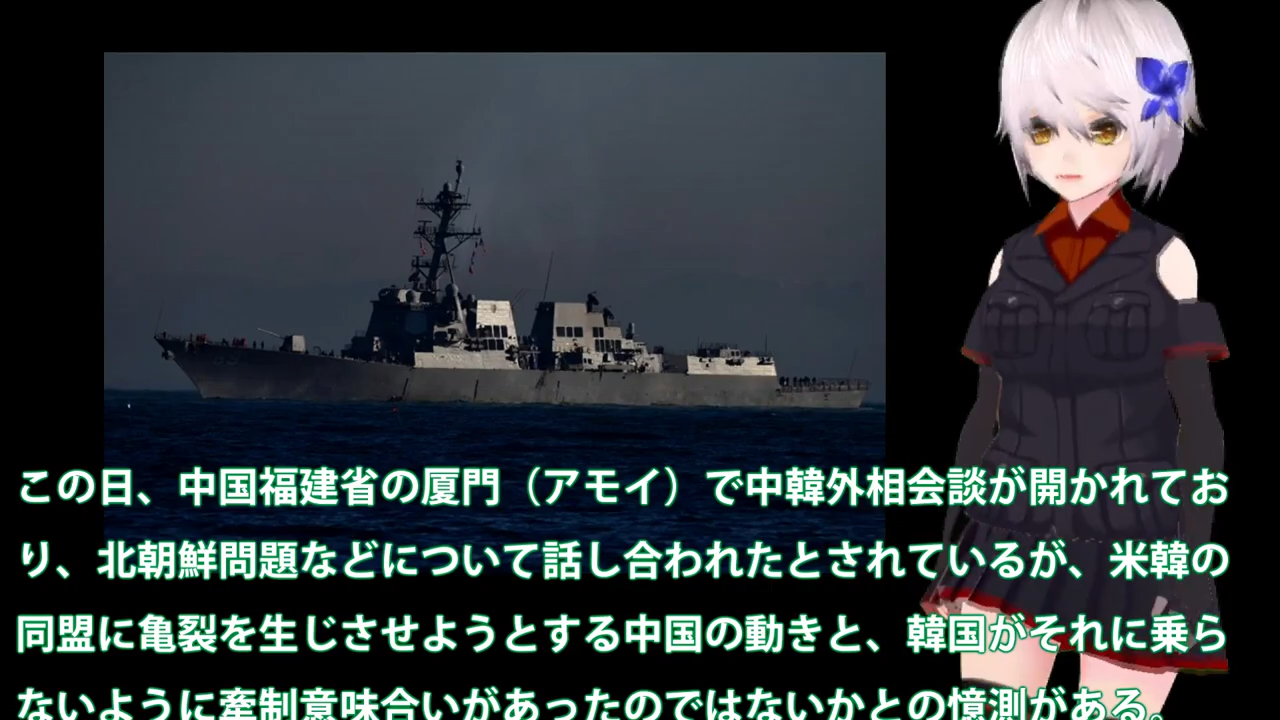 この日、中国福建省の厦門（アモイ）で中韓外相会談が開かれてお
り、北朝鮮問題などについて話し合われたとされているが、米韓の
同盟に亀裂を生じさせようとする中国の動きと、韓国がそれに乗ら
ないように牽制意味合いがあったのではないかとの憶測がある。